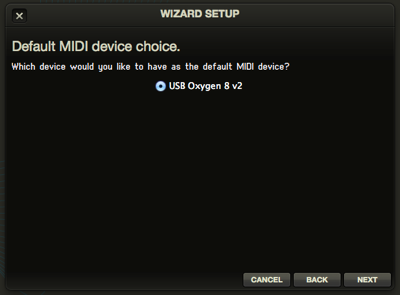 WIZARD SETUP
Default MIDI device choice.
Which device would you like to have as the default MIDI device?
USB Oxygen 8 v2
CANCEL
BACK
NEXT